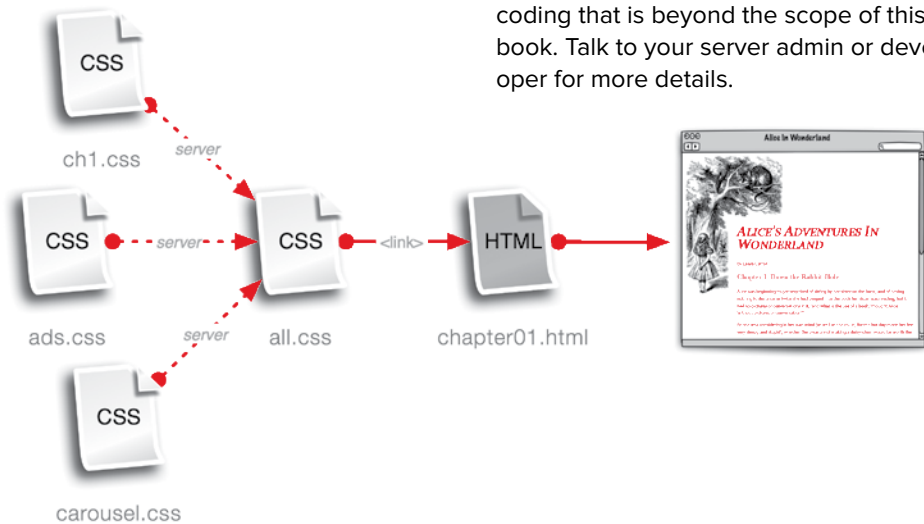 coding that is beyond the scope of this
book. Talk to your server admin or deve
oper for more details.
CSS
ch1.css
server
CSS
server
CSS
<link>
HTML
ads.css
server
all.css
chapter01.html
CSS
carousel.css
Alice In Wonderland
ALICE'S ADVENTURES IN
WONDERLAND
Chapter I. Down the Rabbit-Hole